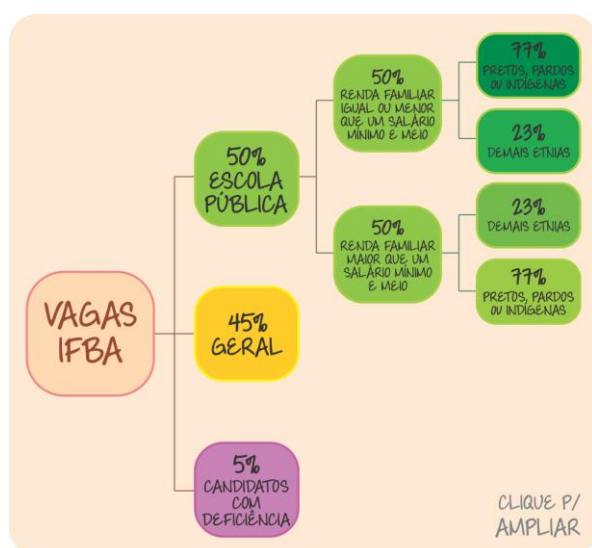 VAGAS
IFBA
50%
ESCOLA
PÚBLICA
50%
RENDA FAMILIAR
IGUAL OU MENOR
QUE UM SALÁRIO
MÍNIMO E MEIO
77%
PRETOS, PARDOS
OU INDÍGENAS
23%
DEMAIS ETNIAS
50%
RENDA FAMILIAR
MAIOR QUE UM
SALÁRIO MÍNIMO
E MEIO
23%
DEMAIS ETNIAS
77%
PRETOS, PARDOS
OU INDÍGENAS
45%
GERAL
5%
CANDIDATOS
COM
DEFICIÊNCIA
CLIQUE P/
AMPLIAR